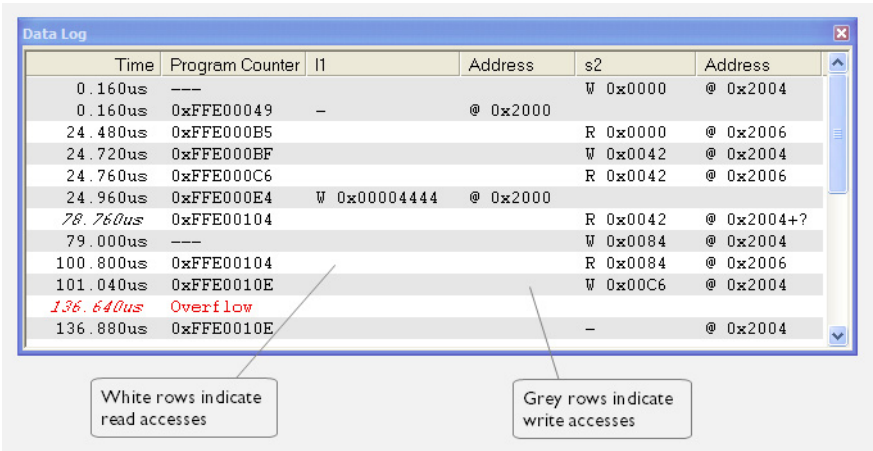 Data Log
Time Program Counter l1 Address s2 Address
0.160us --- W 0x0000 @ 0x2004
0.160us 0xFFE00049 - @ 0x2000
24.480us 0xFFE000B5 R 0x0000 @ 0x2006
24.720us 0xFFE000BF W 0x0042 @ 0x2004
24.760us 0xFFE000C6 R 0x0042 @ 0x2006
24.960us 0xFFE000E4 W 0x00004444 @ 0x2000
78.760us 0xFFE00104 R 0x0042 @ 0x2004+?
79.000us --- W 0x0084 @ 0x2004
100.800us 0xFFE00104 R 0x0084 @ 0x2006
101.040us 0xFFE0010E W 0x00C6 @ 0x2004
136.640us Overflow
136.880us 0xFFE0010E - @ 0x2004
White rows indicate
read accesses
Grey rows indicate
write accesses